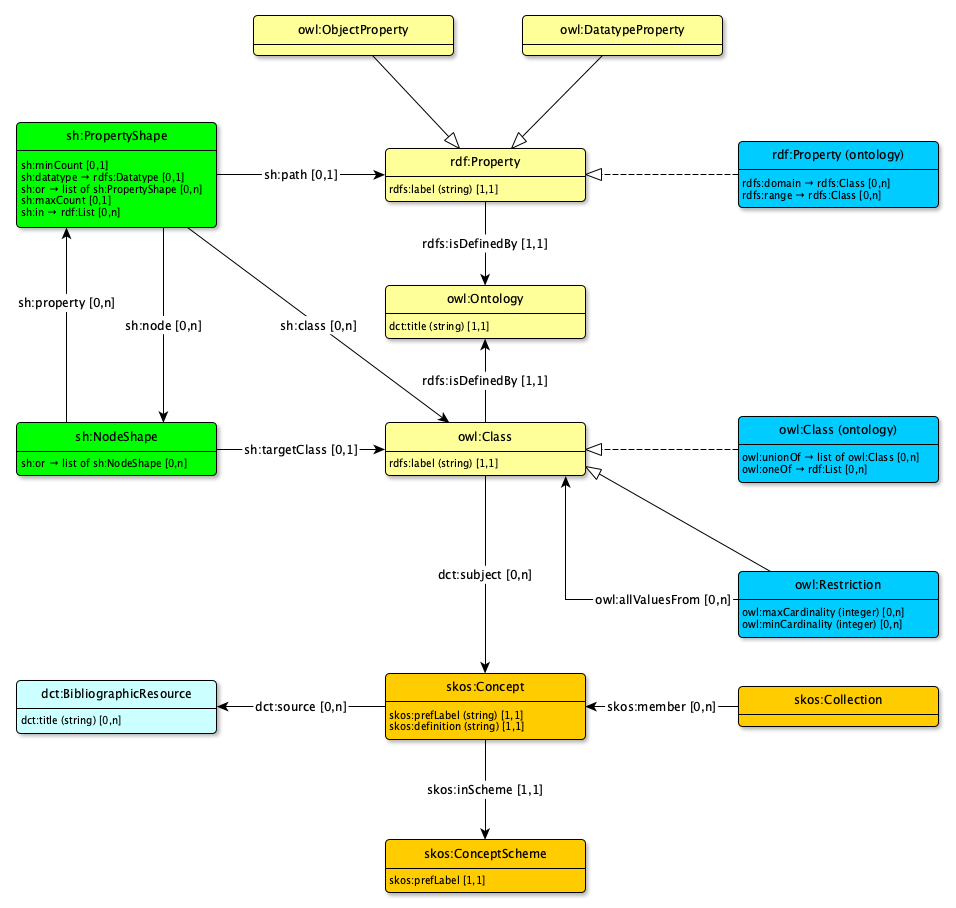 owl:ObjectProperty
owl:DatatypeProperty
sh:PropertyShape
sh:minCount [0,1]
sh:datatype → rdfs:Datatype [0,1]
sh:or → list of sh:PropertyShape [0,n]
sh:maxCount [0,1]
sh:in → rdf:List [0,n]
sh:path [0,1]
rdf:Property
rdfs:label (string) [1,1]
rdf:Property (ontology)
rdfs:domain → rdfs:Class [0,n]
rdfs:range → rdfs:Class [0,n]
rdfs:isDefinedBy [1,1]
sh:property [0,n]
sh:node [0,n]
sh:class [0,n]
owl:Ontology
dct:title (string) [1,1]
rdfs:isDefinedBy [1,1]
sh:NodeShape
sh:or → list of sh:NodeShape [0,n]
sh:targetClass [0,1]
owl:Class
rdfs:label (string) [1,1]
owl:Class (ontology)
owl:unionOf → list of owl:Class [0,n]
owl:oneOf → rdf:List [0,n]
dct:subject [0,n]
owl:allValuesFrom [0,n]
owl:Restriction
owl:maxCardinality (integer) [0,n]
owl:minCardinality (integer) [0,n]
dct:BibliographicResource
dct:title (string) [0,n]
dct:source [0,n]
skos:Concept
skos:prefLabel (string) [1,1]
skos:definition (string) [1,1]
skos:member [0,n]
skos:Collection
skos:inScheme [1,1]
skos:ConceptScheme
skos:prefLabel [1,1]